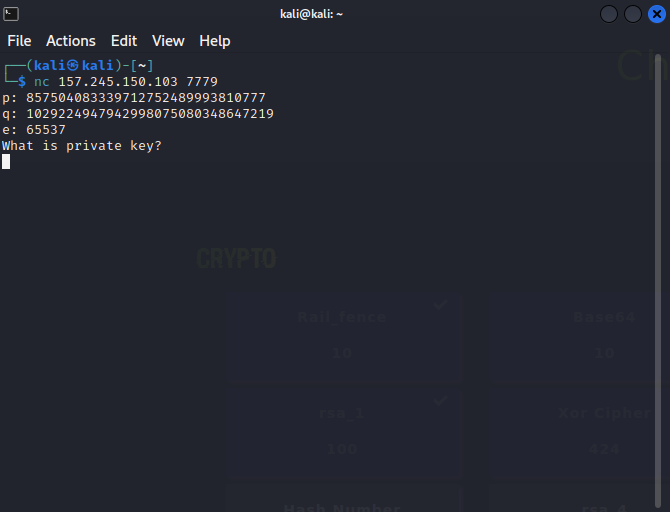 kali@kali: ~
File Actions Edit View Help
┌──(kali㉿kali)-[~]
└─$ nc 157.245.150.103 7779
p: 857504083339712752489993810777
q: 1029224947942998075080348647219
e: 65537
What is private key?
Ch
CRYPTO
Rail_fence
Base64
10
10
rsa_1
Xor Cipher
100
424
Hash Number
rsa_4